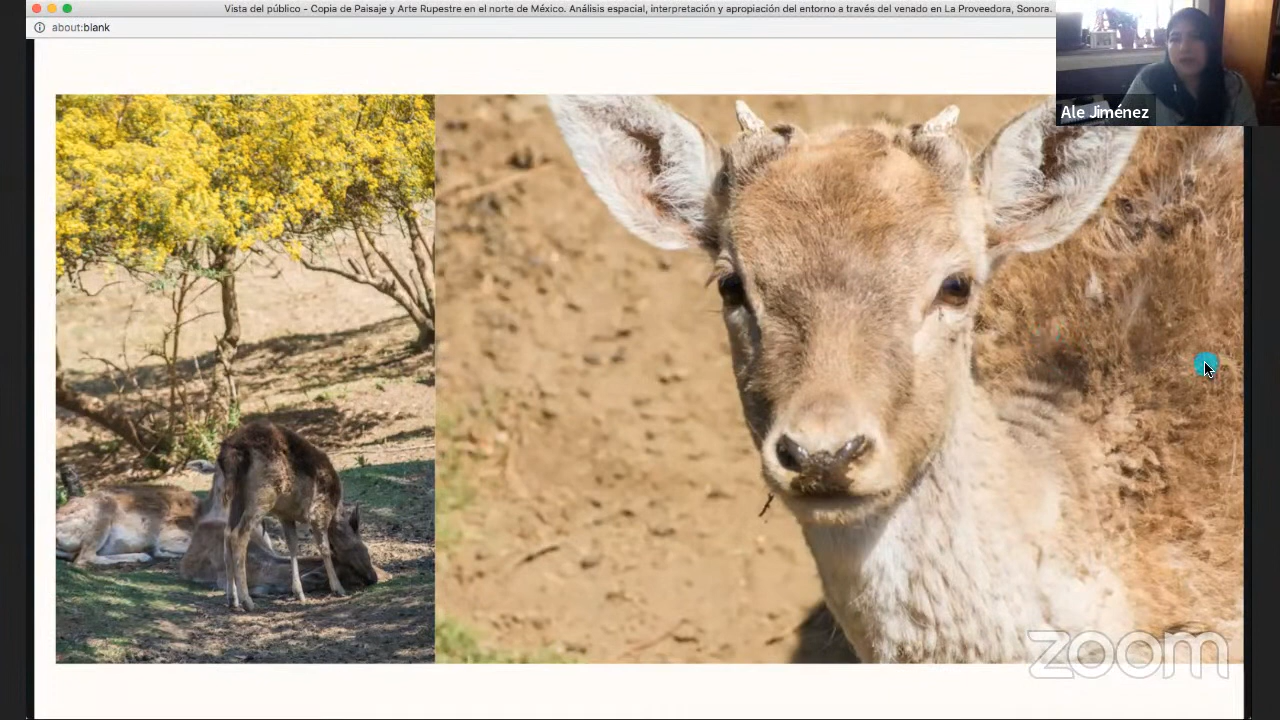 Vista del público - Copia de Paisaje y Arte Rupestre en el norte de México. Análisis espacial, interpretación y apropiación del entorno a través del venado en La Proveedora, Sonora.
about:blank
Ale Jiménez
zoom